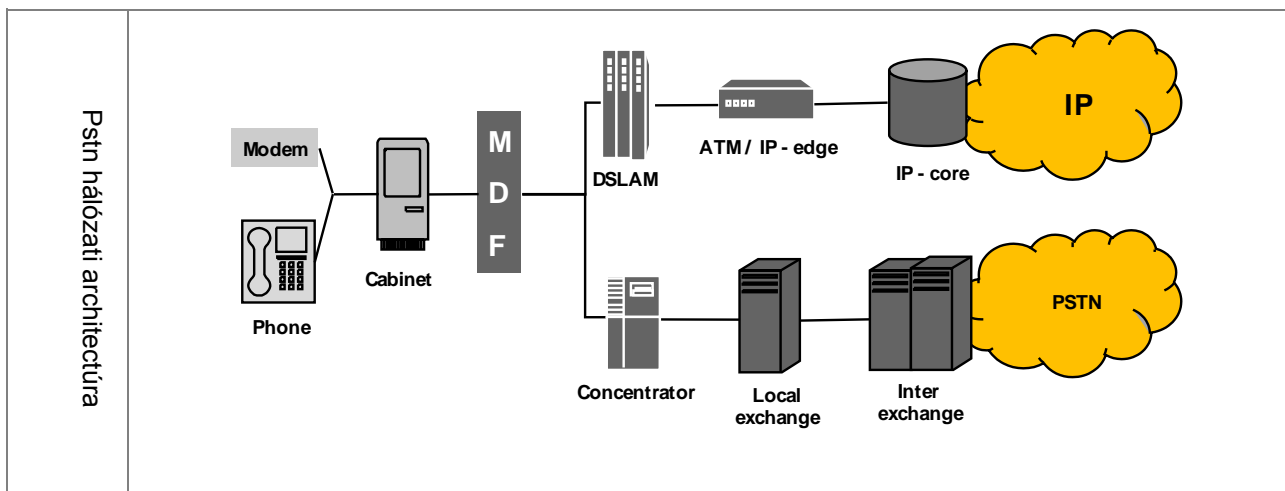 Pstn hálózati architectúra
Modem
Phone
Cabinet
M
D
F
DSLAM
ATM / IP - edge
IP - core
IP
Concentrator
Local
exchange
Inter
exchange
PSTN